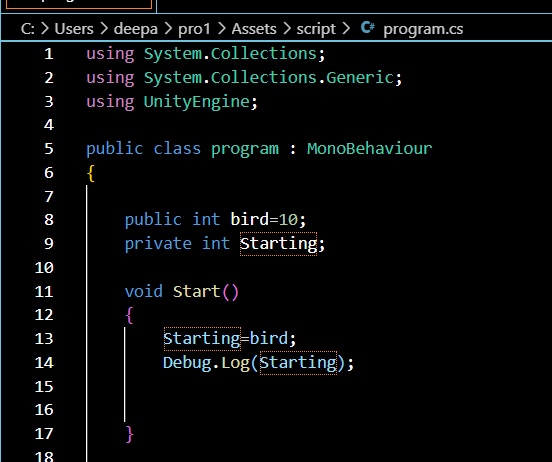 C: > Users > deepa > pro1 > Assets > script > C# program.cs
1 using System.Collections;
2 using System.Collections.Generic;
3 using UnityEngine;
4
5 public class program : MonoBehaviour
6 {
7
8 public int bird=10;
9 private int Starting;
10
11 void Start()
12 {
13 Starting=bird;
14 Debug.Log(Starting);
15
16
17 }
18